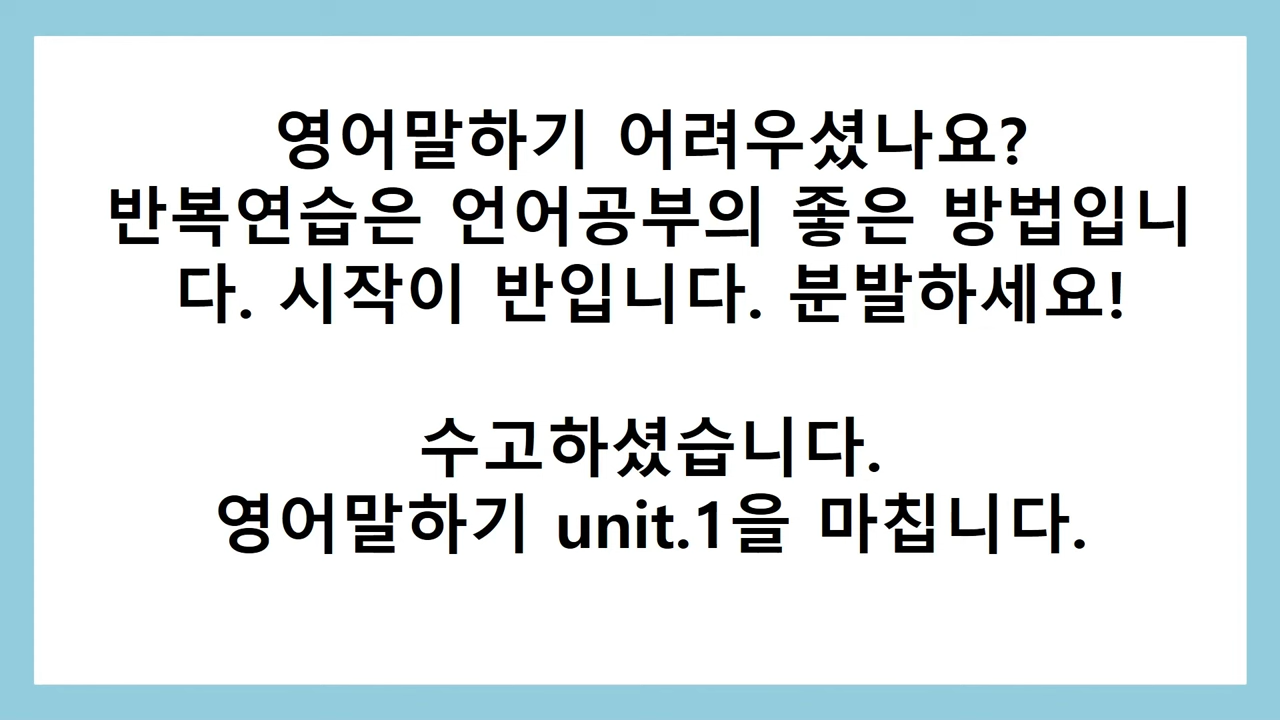 영어말하기 어려우셨나요?
반복연습은 언어공부의 좋은 방법입니
다. 시작이 반입니다. 분발하세요!
수고하셨습니다.
영어말하기 unit.1을 마칩니다.